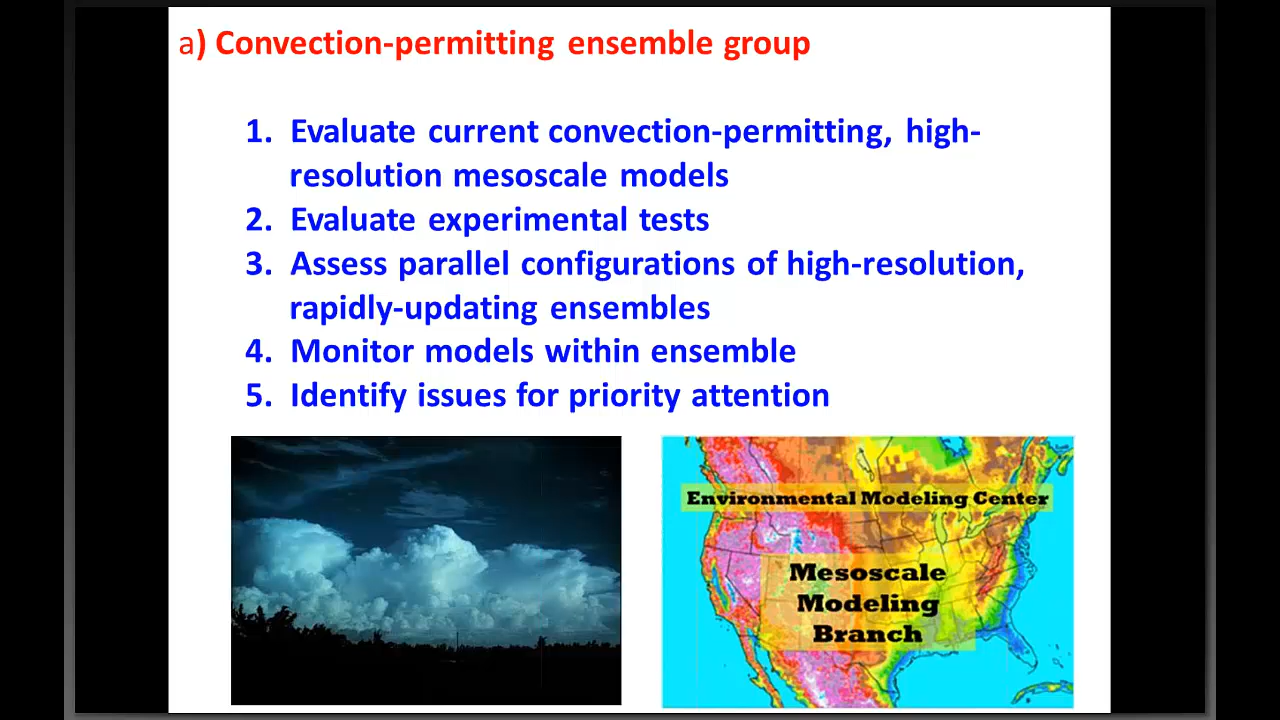 a) Convection-permitting ensemble group
1. Evaluate current convection-permitting, high-
resolution mesoscale models
2. Evaluate experimental tests
3. Assess parallel configurations of high-resolution,
rapidly-updating ensembles
4. Monitor models within ensemble
5. Identify issues for priority attention
Environmental Modeling Center
Mesoscale
Modeling
Branch